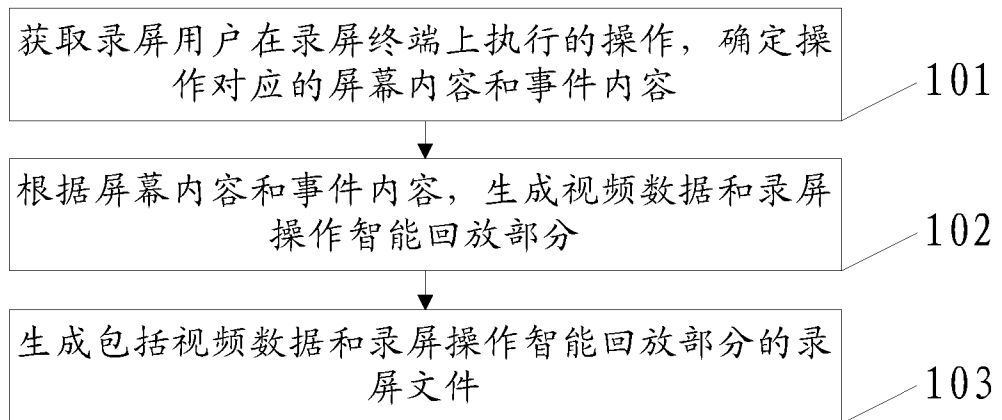 获取录屏用户在录屏终端上执行的操作，确定操
作对应的屏幕内容和事件内容
101
根据屏幕内容和事件内容，生成视频数据和录屏
操作智能回放部分
102
生成包括视频数据和录屏操作智能回放部分的录
屏文件
103